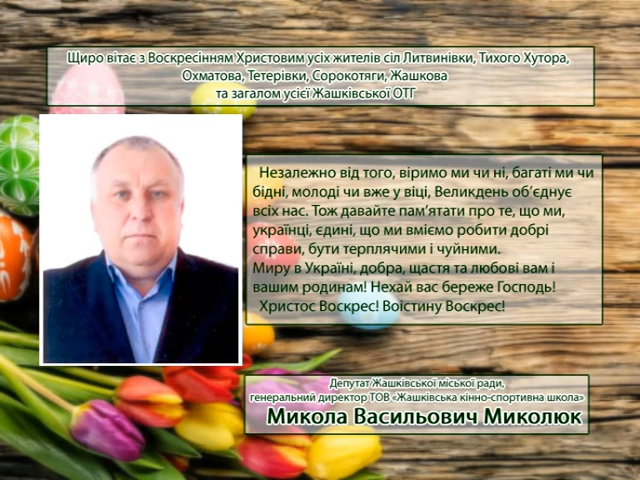 Щиро вітає з Воскресінням Христовим усіх жителів сіл Литвинівки, Тихого Хутора,
Охматова, Тетерівки, Сорокотяги, Жашкова
та загалом усієї Жашківської ОТГ
Незалежно від того, віримо ми чи ні, багаті ми чи
бідні, молоді чи вже у віці, Великдень об’єднує
всіх нас. Тож давайте пам’ятати про те, що ми,
українці, єдині, що ми вміємо робити добрі
справи, бути терплячими і чуйними.
Миру в Україні, добра, щастя та любові вам і
вашим родинам! Нехай вас береже Господь!
Христос Воскрес! Воістину Воскрес!
Депутат Жашківської міської ради,
генеральний директор ТОВ «Жашківська кінно-спортивна школа»
Микола Васильович Миколюк